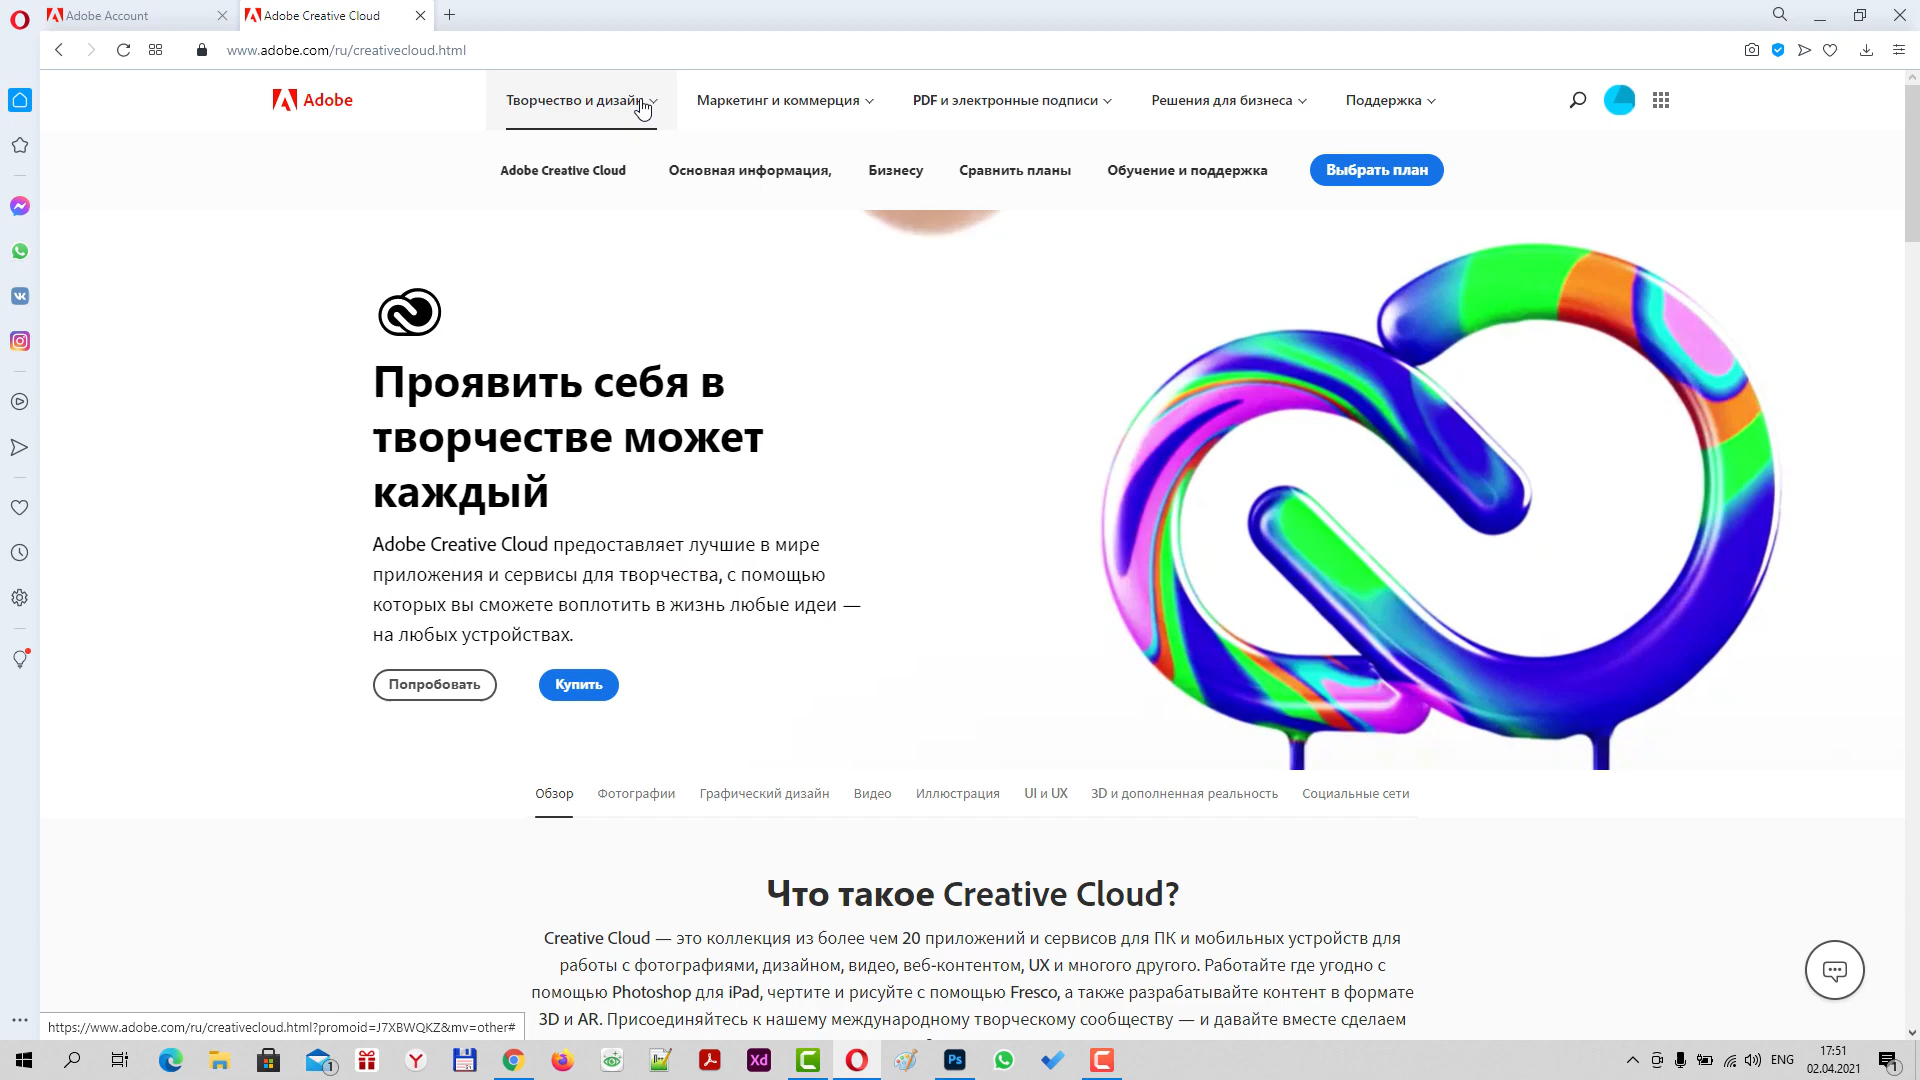 Adobe Account
Adobe Creative Cloud
www.adobe.com/ru/creativecloud.html
Adobe
Творчество и дизайн
Маркетинг и коммерция
PDF и электронные подписи
Решения для бизнеса
Поддержка
Adobe Creative Cloud
Основная информация,
Бизнесу
Сравнить планы
Обучение и поддержка
Выбрать план
Проявить себя в
творчестве может
каждый
Adobe Creative Cloud предоставляет лучшие в мире
приложения и сервисы для творчества, с помощью
которых вы сможете воплотить в жизнь любые идеи —
на любых устройствах.
Попробовать
Купить
Обзор
Фотографии
Графический дизайн
Видео
Иллюстрация
UI и UX
3D и дополненная реальность
Социальные сети
Что такое Creative Cloud?
Creative Cloud — это коллекция из более чем 20 приложений и сервисов для ПК и мобильных устройств для
работы с фотографиями, дизайном, видео, веб-контентом, UX и многого другого. Работайте где угодно с
помощью Photoshop для iPad, чертите и рисуйте с помощью Fresco, а также разрабатывайте контент в формате
3D и AR. Присоединяйтесь к нашему международному творческому сообществу — и давайте вместе сделаем
https://www.adobe.com/ru/creativecloud.html?promoid=J7XBWQKZ&mv=other#
1
Xd
Ps
ENG
17:51
02.04.2021
1